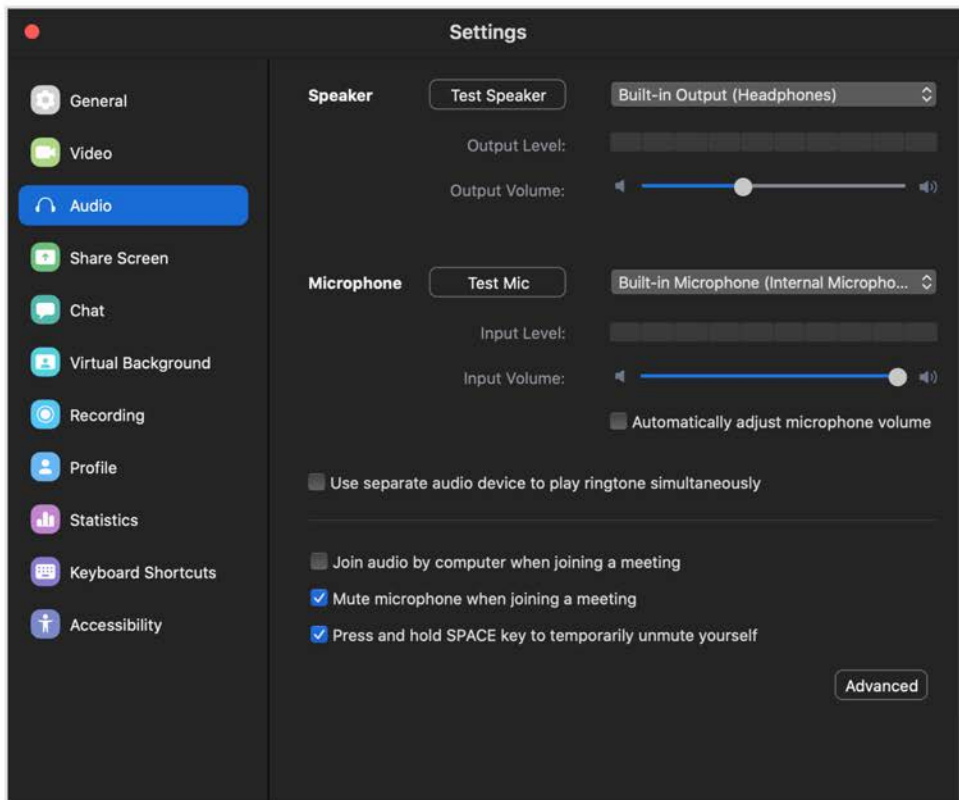 Settings
General
Video
Audio
Share Screen
Chat
Virtual Background
Recording
Profile
Statistics
Keyboard Shortcuts
Accessibility
Speaker
Test Speaker
Built-in Output (Headphones)
Output Level:
Output Volume:
Microphone
Test Mic
Built-in Microphone (Internal Micropho...
Input Level:
Input Volume:
Automatically adjust microphone volume
Use separate audio device to play ringtone simultaneously
Join audio by computer when joining a meeting
Mute microphone when joining a meeting
Press and hold SPACE key to temporarily unmute yourself
Advanced